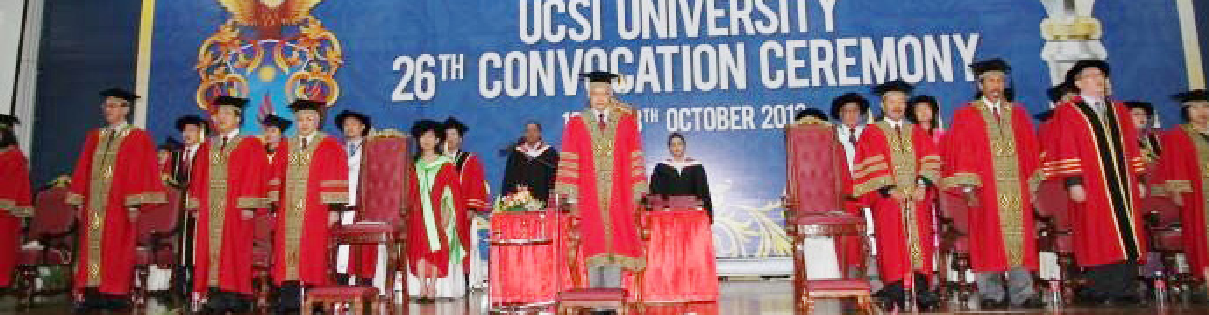 UCSI UNIVERSITY
26TH CONVOCATION CEREMONY
OCTOBER